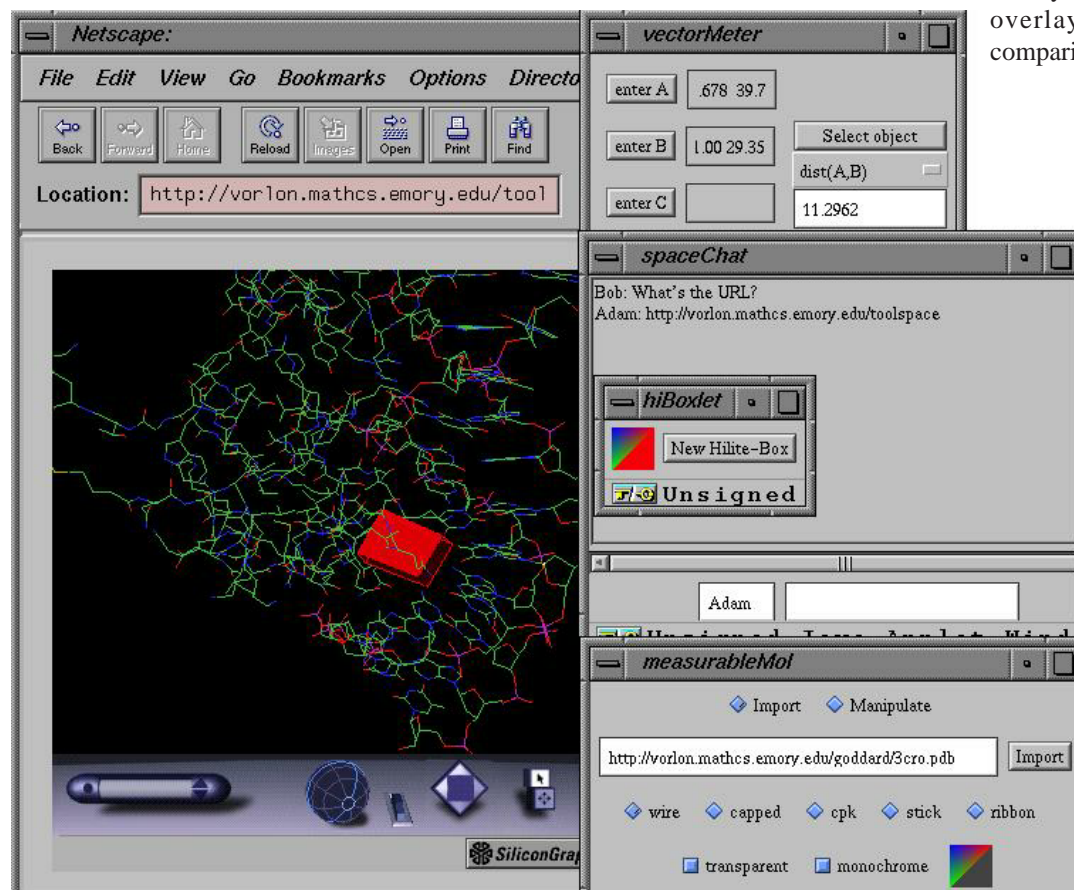 overlay
compari
Netscape:
File Edit View Go Bookmarks Options Directo
Back Forward Home Reload Images Open Print Find
Location: http://vorlon.mathcs.emory.edu/tool
SiliconGra
vectorMeter
enter A .678 39.7
enter B 1.00 29.35 Select object
dist(A,B)
enter C 11.2962
spaceChat
Bob: What's the URL?
Adam: http://vorlon.mathcs.emory.edu/toolspace
hiBoxlet
New Hilite-Box
Unsigned
Adam
measurableMol
Import Manipulate
http://vorlon.mathcs.emory.edu/goddard/3cro.pdb Import
wire capped cpk stick ribbon
transparent monochrome